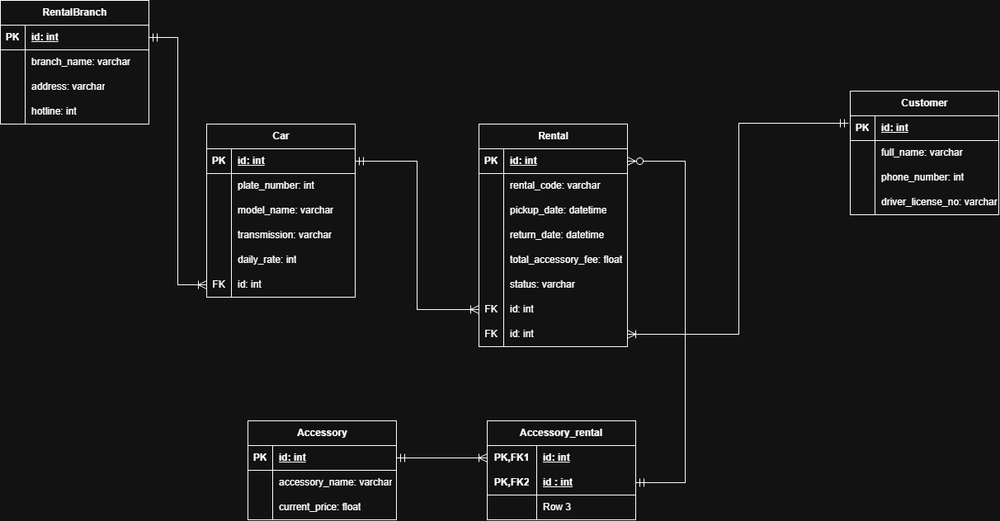 RentalBranch
PK id: int
branch_name: varchar
address: varchar
hotline: int
Car
PK id: int
plate_number: int
model_name: varchar
transmission: varchar
daily_rate: int
FK id: int
Rental
PK id: int
rental_code: varchar
pickup_date: datetime
return_date: datetime
total_accessory_fee: float
status: varchar
FK id: int
FK id: int
Customer
PK id: int
full_name: varchar
phone_number: int
driver_license_no: varchar
Accessory
PK id: int
accessory_name: varchar
current_price: float
Accessory_rental
PK,FK1 id: int
PK,FK2 id : int
Row 3